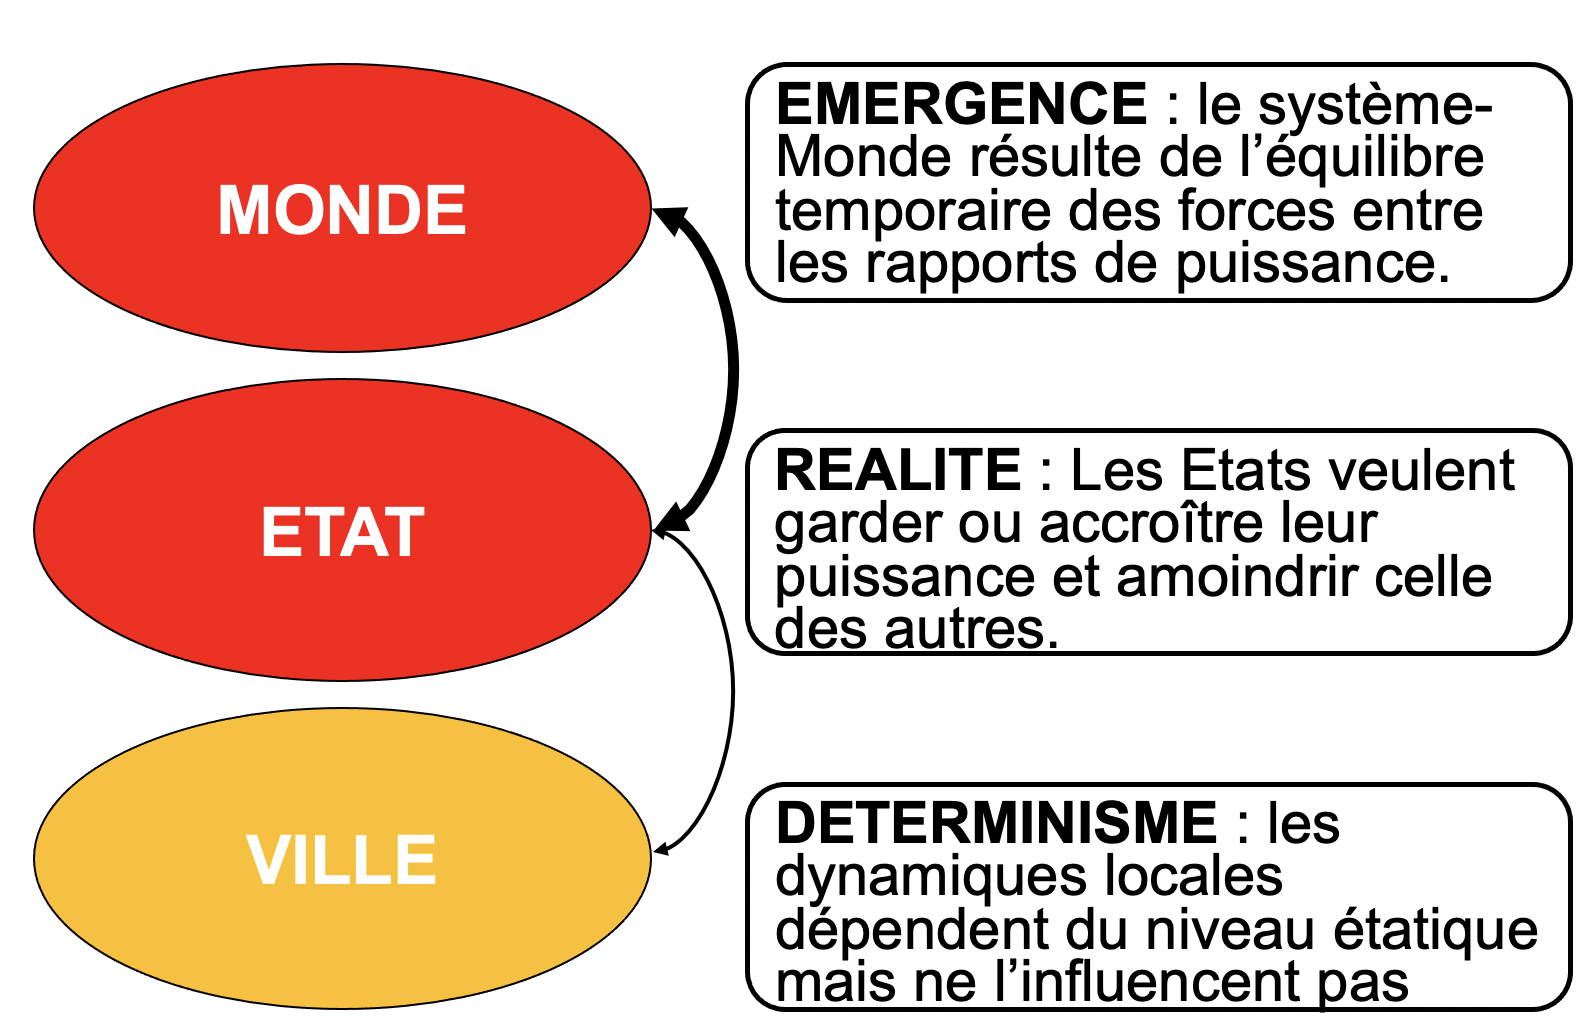 MONDE
EMERGENCE : le système-
Monde résulte de l’équilibre
temporaire des forces entre
les rapports de puissance.
ETAT
REALITE : Les Etats veulent
garder ou accroître leur
puissance et amoindrir celle
des autres.
VILLE
DETERMINISME : les
dynamiques locales
dépendent du niveau étatique
mais ne l’influencent pas